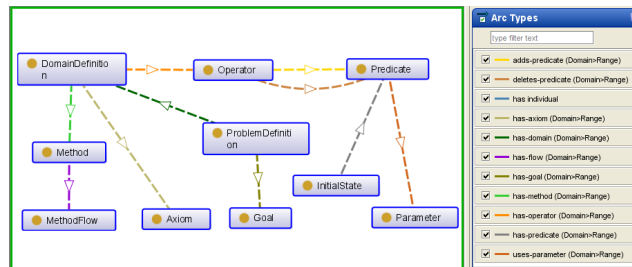 Arc Types
type filter text
DomainDefinitio
n
Operator
Predicate
ProblemDefiniti
on
Method
InitialState
MethodFlow
Axiom
Goal
Parameter
adds-predicate (Domain>Range)
deletes-predicate (Domain>Range)
has individual
has-axiom (Domain>Range)
has-domain (Domain>Range)
has-flow (Domain>Range)
has-goal (Domain>Range)
has-method (Domain>Range)
has-operator (Domain>Range)
has-predicate (Domain>Range)
uses-parameter (Domain>Range)